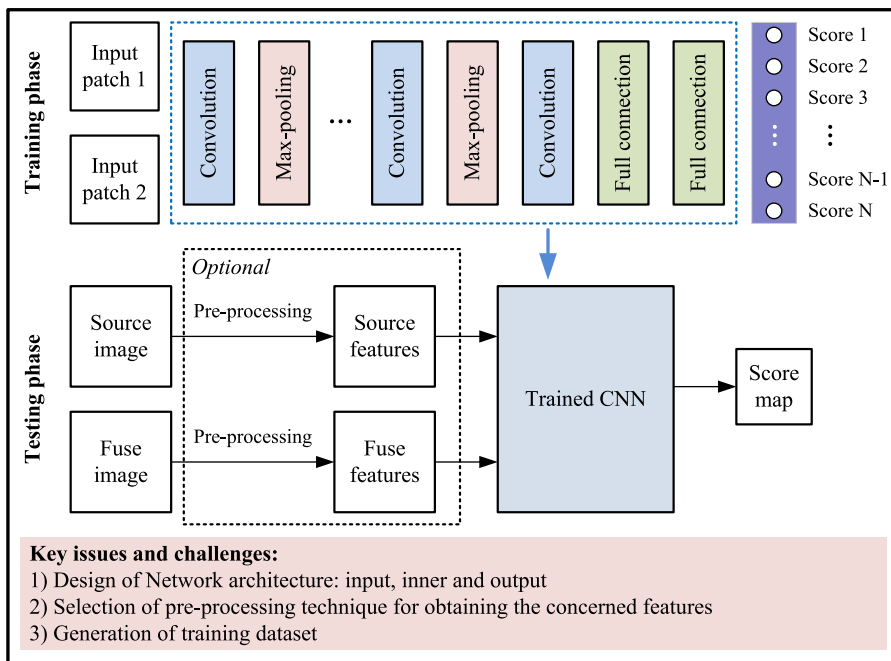 Training phase
Input
patch 1
Input
patch 2
Convolution
Max-pooling
...
Convolution
Max-pooling
Convolution
Full connection
Full connection
Score 1
Score 2
Score 3
Score N-1
Score N
Testing phase
Optional
Source
image
Pre-processing
Source
features
Fuse
image
Pre-processing
Fuse
features
Trained CNN
Score
map
Key issues and challenges:
1) Design of Network architecture: input, inner and output
2) Selection of pre-processing technique for obtaining the concerned features
3) Generation of training dataset